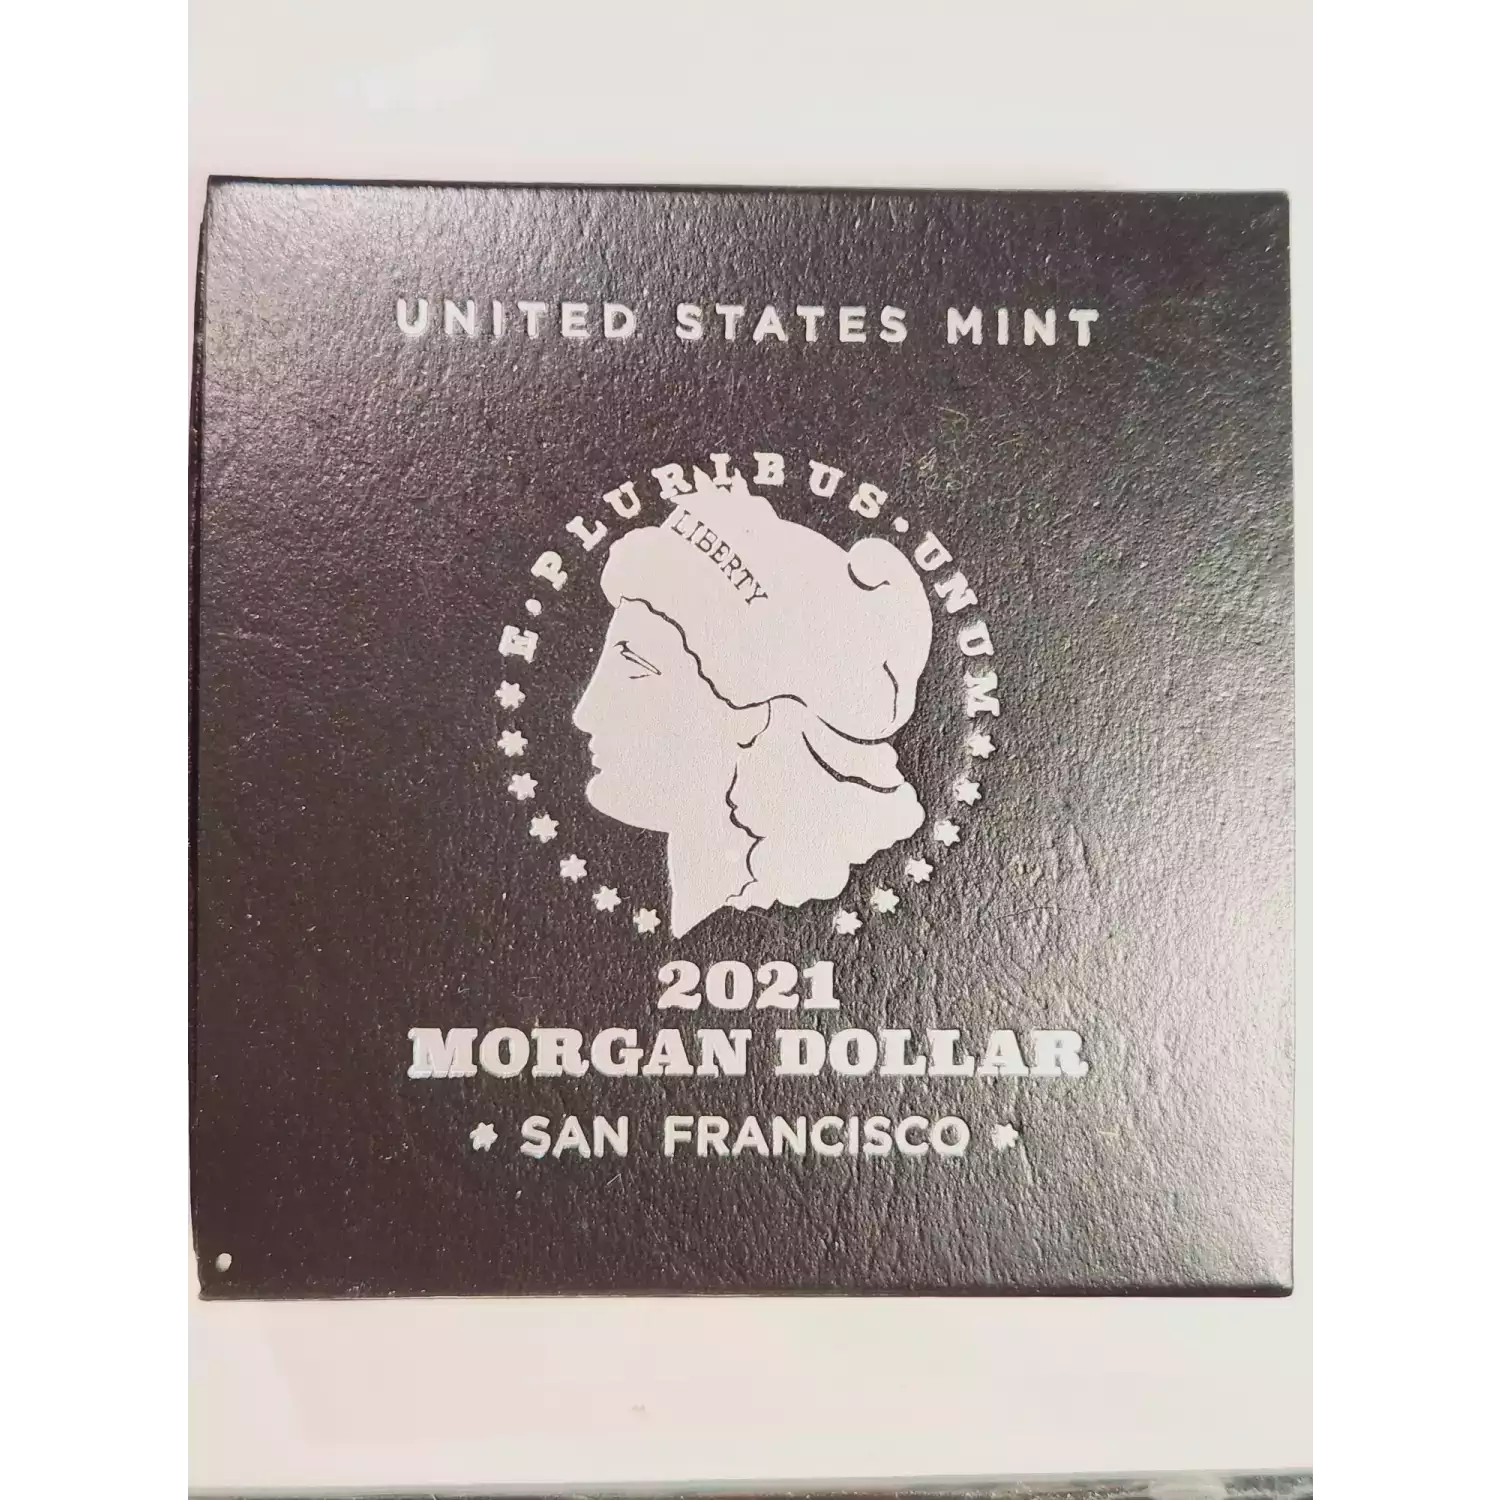 UNITED STATES MINT
E·PLURIBUS·UNUM
LIBERTY
2021
MORGAN DOLLAR
* SAN FRANCISCO *